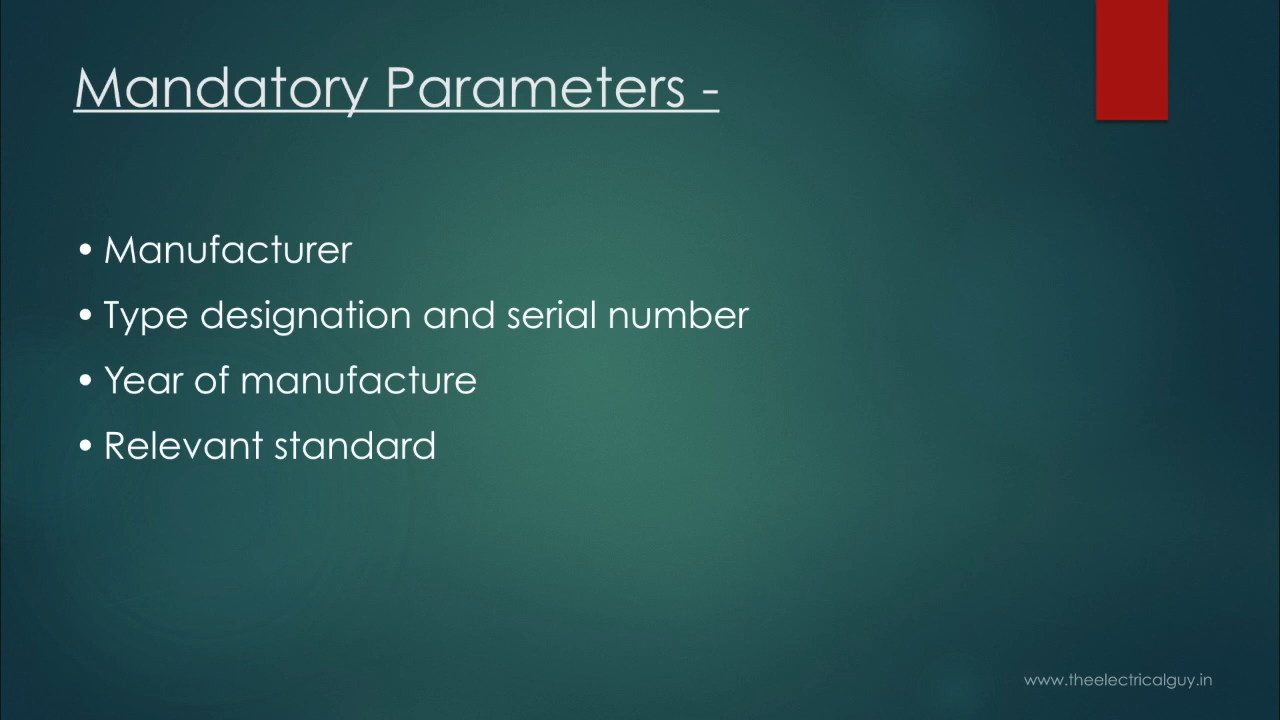 Mandatory Parameters -
• Manufacturer
• Type designation and serial number
• Year of manufacture
• Relevant standard
www.theelectricalguy.in